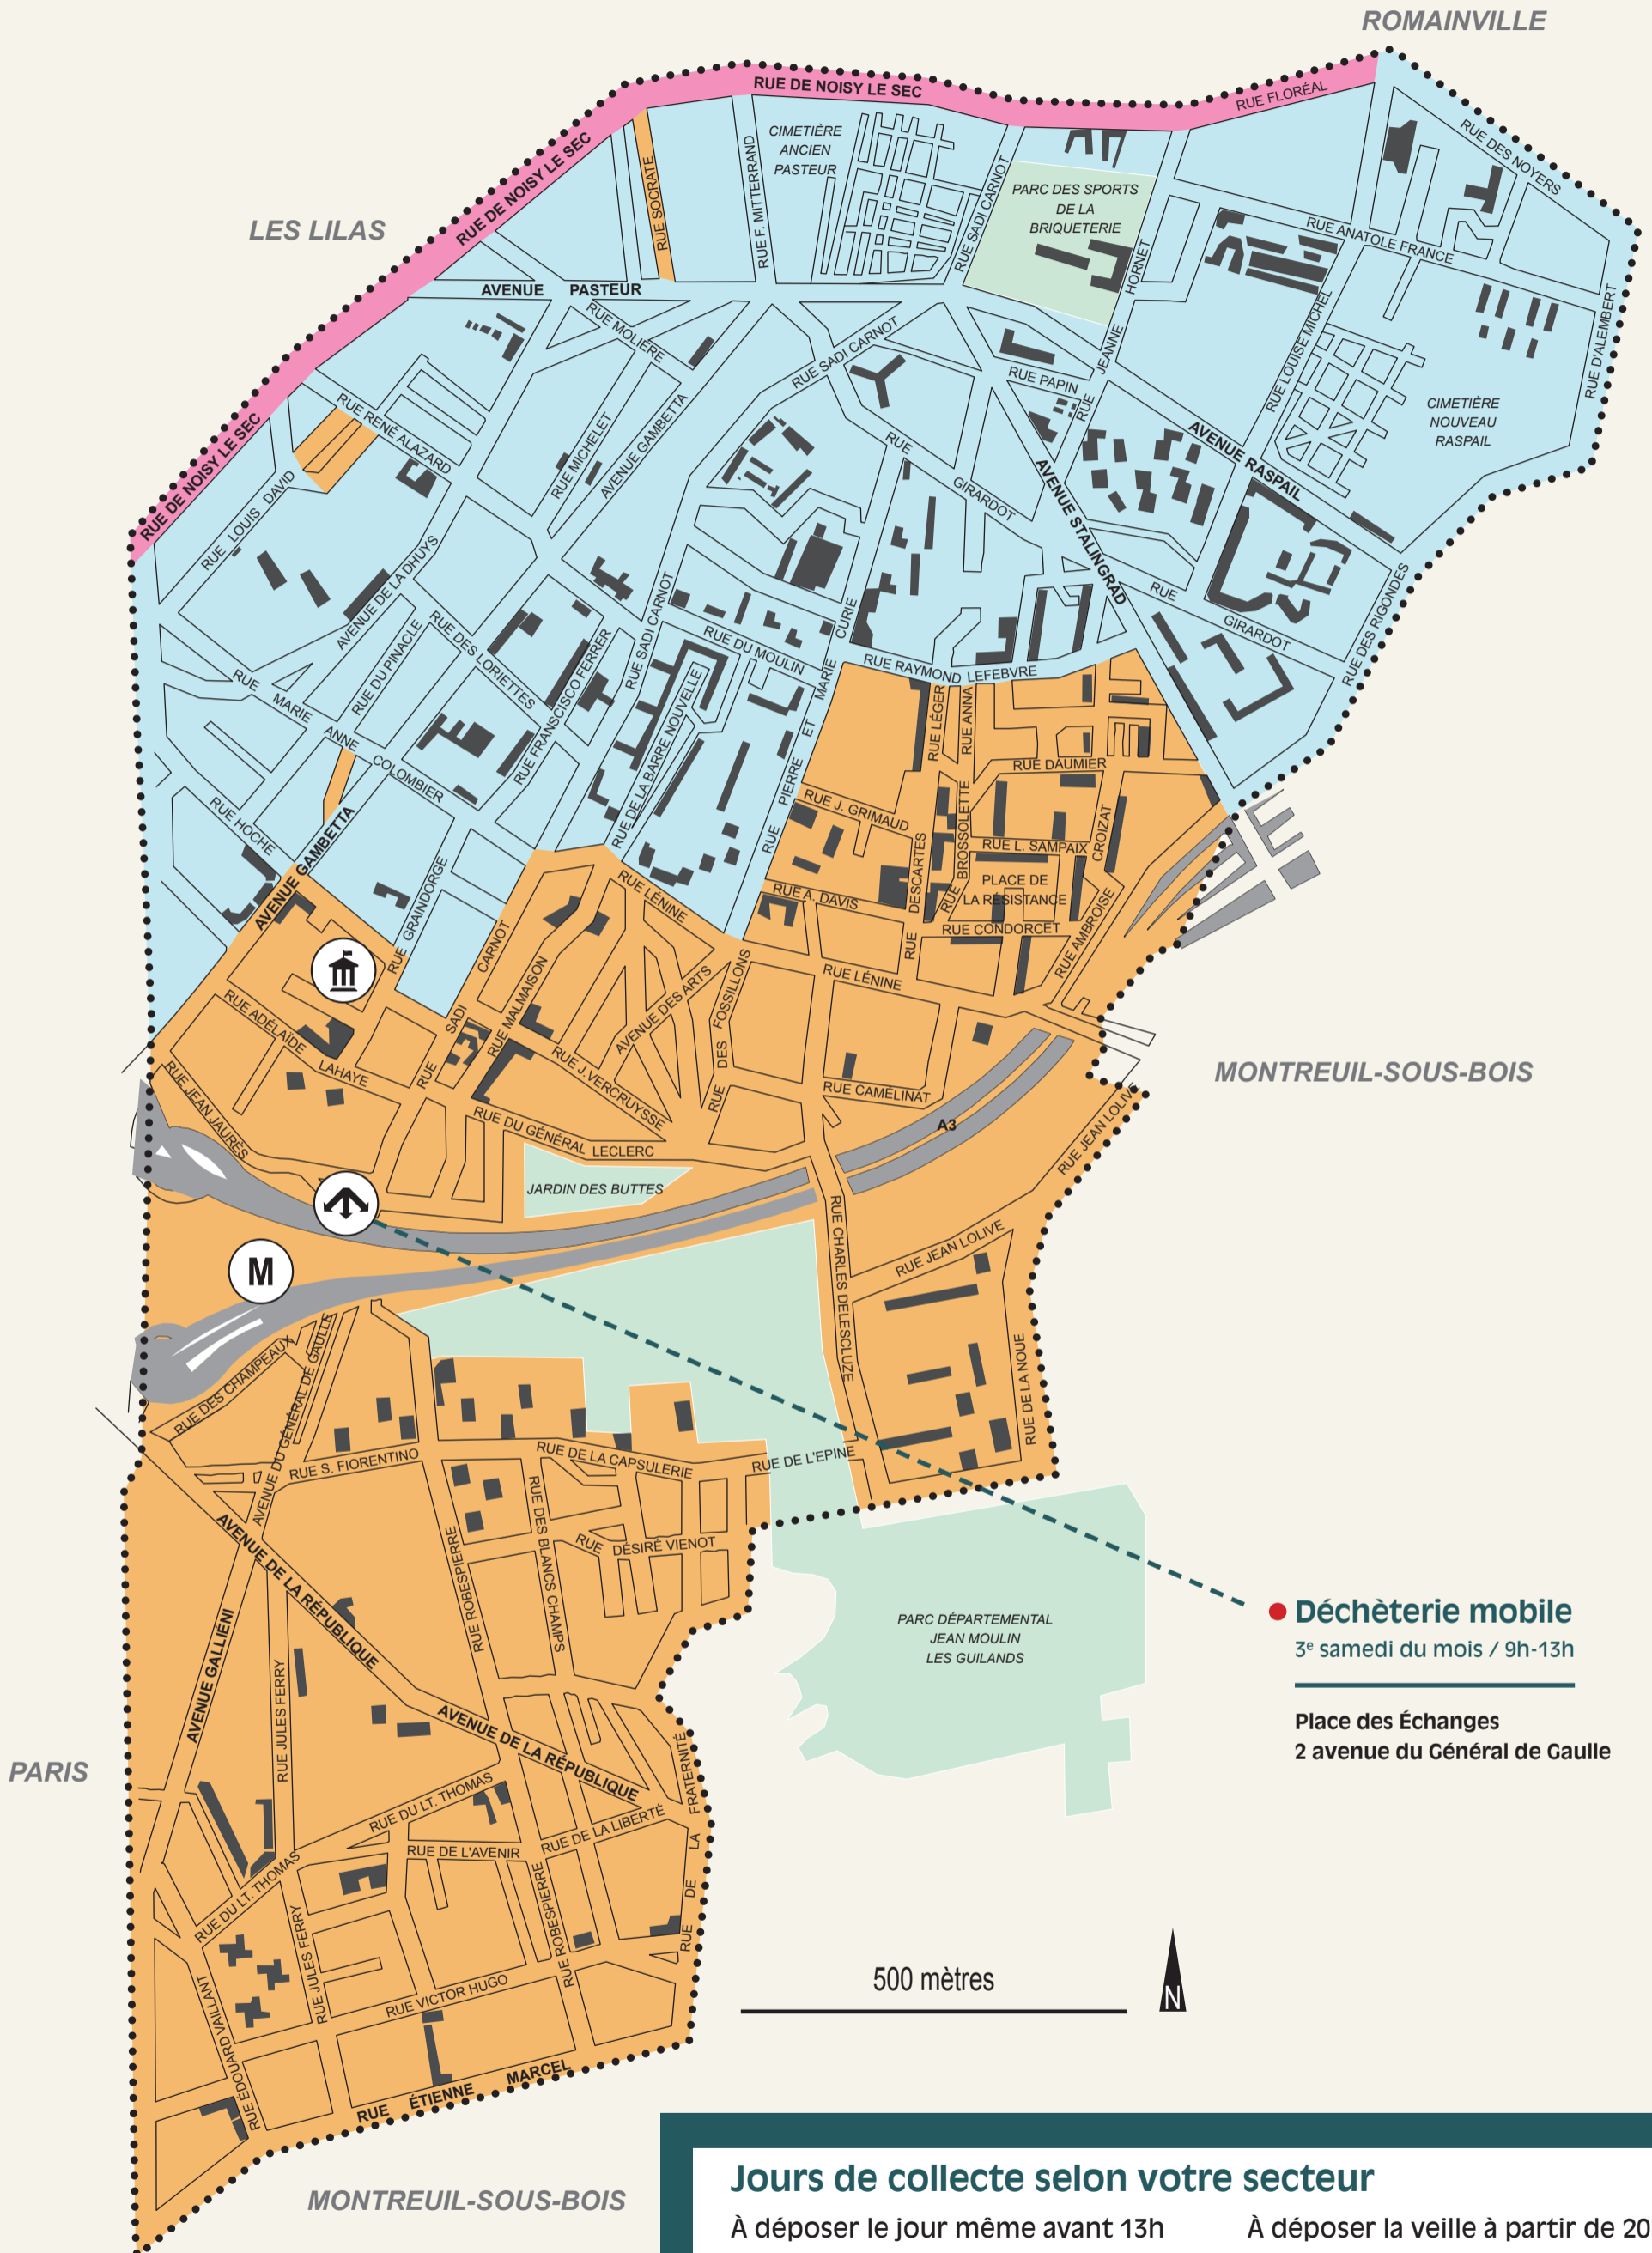 ROMAINVILLE
RUE DE NOISY LE SEC
RUE FLORÉAL
RUE DES NOYERS
CIMETIÈRE
ANCIEN
PASTEUR
RUE DE NOISY LE SEC
RUE SOCRATE
RUE F. MITTERRAND
RUE SADI CARNOT
PARC DES SPORTS
DE LA
BRIQUETERIE
LES LILAS
RUE ANATOLE FRANCE
HORNET
AVENUE PASTEUR
RUE MOLIÈRE
RUE SADI CARNOT
JEANNE
RUE LOUISE MICHEL
RUE D'ALEMBERT
RUE PAPIN
RUE
CIMETIÈRE
NOUVEAU
RASPAIL
RUE RENÉ ALAZARD
RUE MICHELET
AVENUE GAMBETTA
AVENUE RASPAIL
RUE DE NOISY LE SEC
RUE LOUIS DAVID
RUE
GIRARDOT
AVENUE STALINGRAD
AVENUE DE LA DHUYS
RUE
GIRARDOT
RUE DES RIGONDES
RUE DU PINACLE
RUE DES LORIETTES
RUE FRANSCISCO FERRER
RUE SADI CARNOT
RUE DU MOULIN
CURIE
MARIE
ET
PIERRE
RUE
RUE RAYMOND LEFEBVRE
RUE MARIE ANNE COLOMBIER
RUE DE LA BARRE NOUVELLE
RUE LÉGER
RUE ANNA
RUE DAUMIER
RUE HOCHE
AVENUE GAMBETTA
RUE J. GRIMAUD
DESCARTES
RUE
BROSSOLETTE
RUE
RUE L. SAMPAIX
CROIZAT
PLACE DE
LA RÉSISTANCE
RUE LÉNINE
RUE A. DAVIS
RUE CONDORCET
RUE AMBROISE
RUE GRAINDORGE
CARNOT
SADI
RUE
RUE MALMAISON
AVENUE DES ARTS
RUE DES FOSSILLONS
RUE LÉNINE
RUE ADÉLAÏDE
LAHAYE
RUE J.VERCRUYSSE
RUE CAMÉLINAT
MONTREUIL-SOUS-BOIS
RUE JEAN JAURÈS
RUE DU GÉNÉRAL LECLERC
A3
RUE JEAN LOLIVE
JARDIN DES BUTTES
M
RUE CHARLES DELESCLUZE
RUE JEAN LOLIVE
RUE DES CHAMPEAUX
AVENUE DU GÉNÉRAL DE GAULLE
RUE DE LA NOUE
RUE S. FIORENTINO
RUE DE LA CAPSULERIE
RUE DE L'EPINE
AVENUE DE LA RÉPUBLIQUE
RUE ROBESPIERRE
RUE DES BLANCS CHAMPS
RUE DÉSIRÉ VIENOT
PARC DÉPARTEMENTAL
JEAN MOULIN
LES GUILANDS
Déchèterie mobile
3e samedi du mois / 9h-13h
Place des Échanges
2 avenue du Général de Gaulle
AVENUE GALLIÉNI
RUE JULES FERRY
AVENUE DE LA RÉPUBLIQUE
PARIS
RUE DU LT. THOMAS
RUE DE LA LIBERTÉ
RUE DE LA FRATERNITÉ
RUE DE L'AVENIR
RUE DU LT. THOMAS
RUE JULES FERRY
RUE ROBESPIERRE
RUE VICTOR HUGO
RUE ÉDOUARD VAILLANT
500 mètres
N
RUE ÉTIENNE MARCEL
MONTREUIL-SOUS-BOIS
Jours de collecte selon votre secteur
À déposer le jour même avant 13h
À déposer la veille à partir de 20